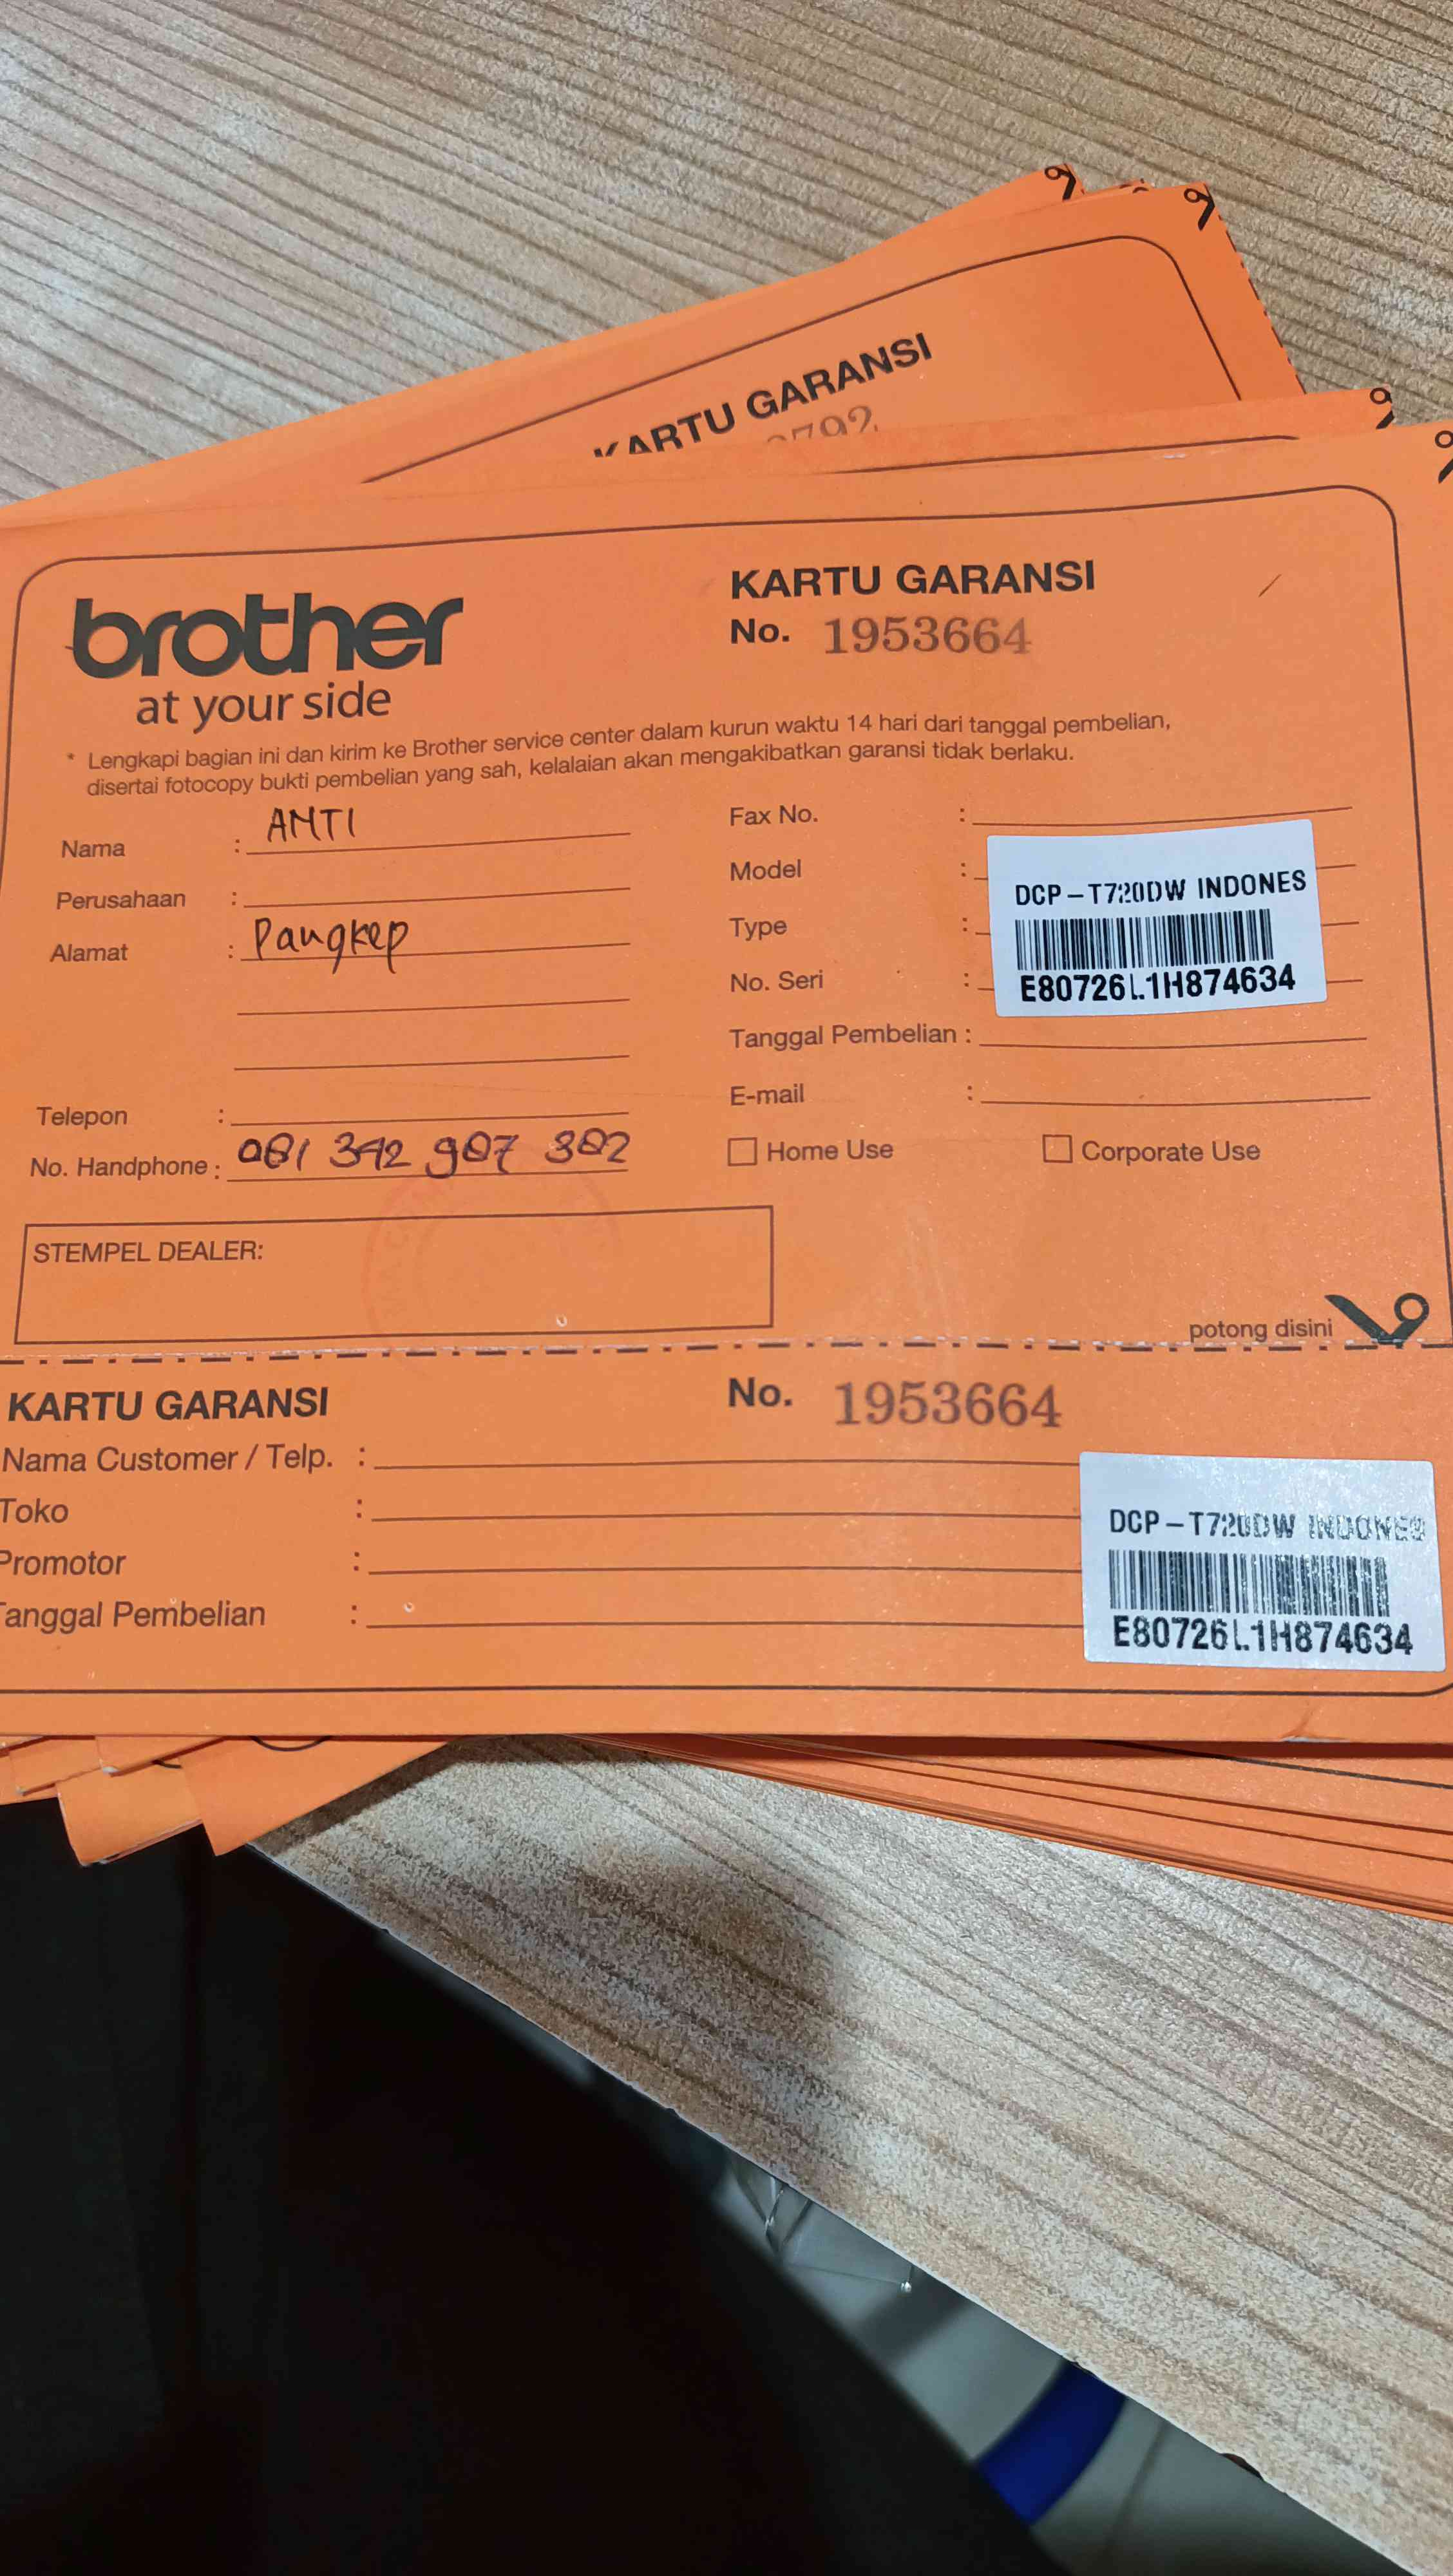 KARTU GARANSI
brother
at your side
KARTU GARANSI
No. 1953664
* Lengkapi bagian ini dan kirim ke Brother service center dalam kurun waktu 14 hari dari tanggal pembelian,
disertai fotocopy bukti pembelian yang sah, kelalaian akan mengakibatkan garansi tidak berlaku.
Nama : AMTI
Perusahaan :
Alamat : Pangkep
Telepon :
No. Handphone : 081 342 987 382
Fax No. :
Model :
Type :
No. Seri :
DCP-T720DW INDONES
E80726L1H874634
Tanggal Pembelian :
E-mail :
Home Use
Corporate Use
STEMPEL DEALER:
potong disini
KARTU GARANSI
No. 1953664
Nama Customer / Telp. :
Toko :
Promotor :
Tanggal Pembelian :
DCP-T720DW INDONES
E80726L1H874634